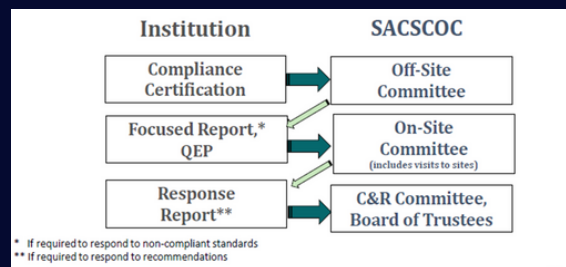 Institution
SACSCOC
Compliance
Certification
Off-Site
Committee
Focused Report,*
QEP
On-Site
Committee
(includes visits to sites)
Response
Report**
C&R Committee,
Board of Trustees
* If required to respond to non-compliant standards
** If required to respond to recommendations